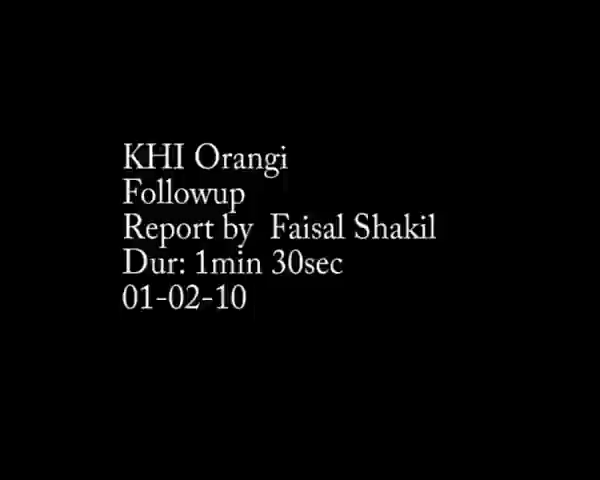 KHI Orangi
Followup
Report by  Faisal Shakil
Dur: 1min 30sec
01-02-10